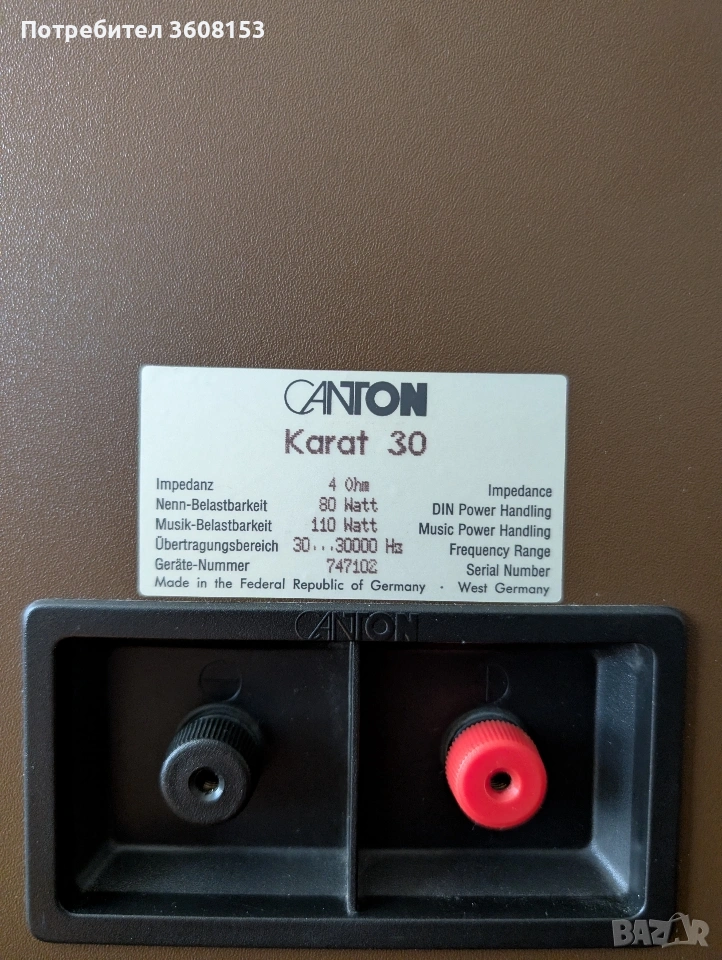 Потребител 3608153
CANTON
Karat 30
Impedanz 4 Ohm Impedance
Nenn-Belastbarkeit 80 Watt DIN Power Handling
Musik-Belastbarkeit 110 Watt Music Power Handling
Übertragungsbereich 30...30000 Hz Frequency Range
Geräte-Nummer 747102 Serial Number
Made in the Federal Republic of Germany · West Germany
CANTON
BAZAR